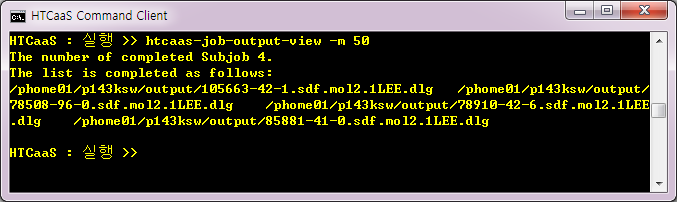 HTCaaS Command Client
HTCaaS : 실행 >> htcaas-job-output-view -m 50
The number of completed Subjob 4.
The list is completed as follows:
/phome01/p143ksw/output/105663-42-1.sdf.mol2.1LEE.dlg    /phome01/p143ksw/output/
78508-96-0.sdf.mol2.1LEE.dlg    /phome01/p143ksw/output/78910-42-6.sdf.mol2.1LEE
.dlg    /phome01/p143ksw/output/85881-41-0.sdf.mol2.1LEE.dlg
HTCaaS : 실행 >>